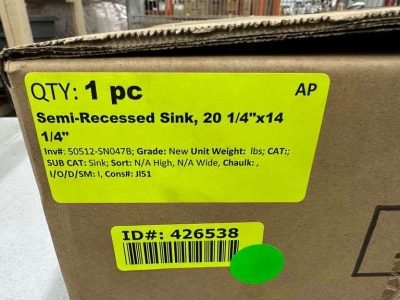 QTY: 1 pc AP
Semi-Recessed Sink, 20 1/4"x14
1/4"
Inv#: 50512-SN047B; Grade: New Unit Weight: lbs; CAT:;
SUB CAT: Sink; Sort: N/A High, N/A Wide, Chaulk: ,
I/O/D/SM: I, Cons#: JI51
ID#: 426538